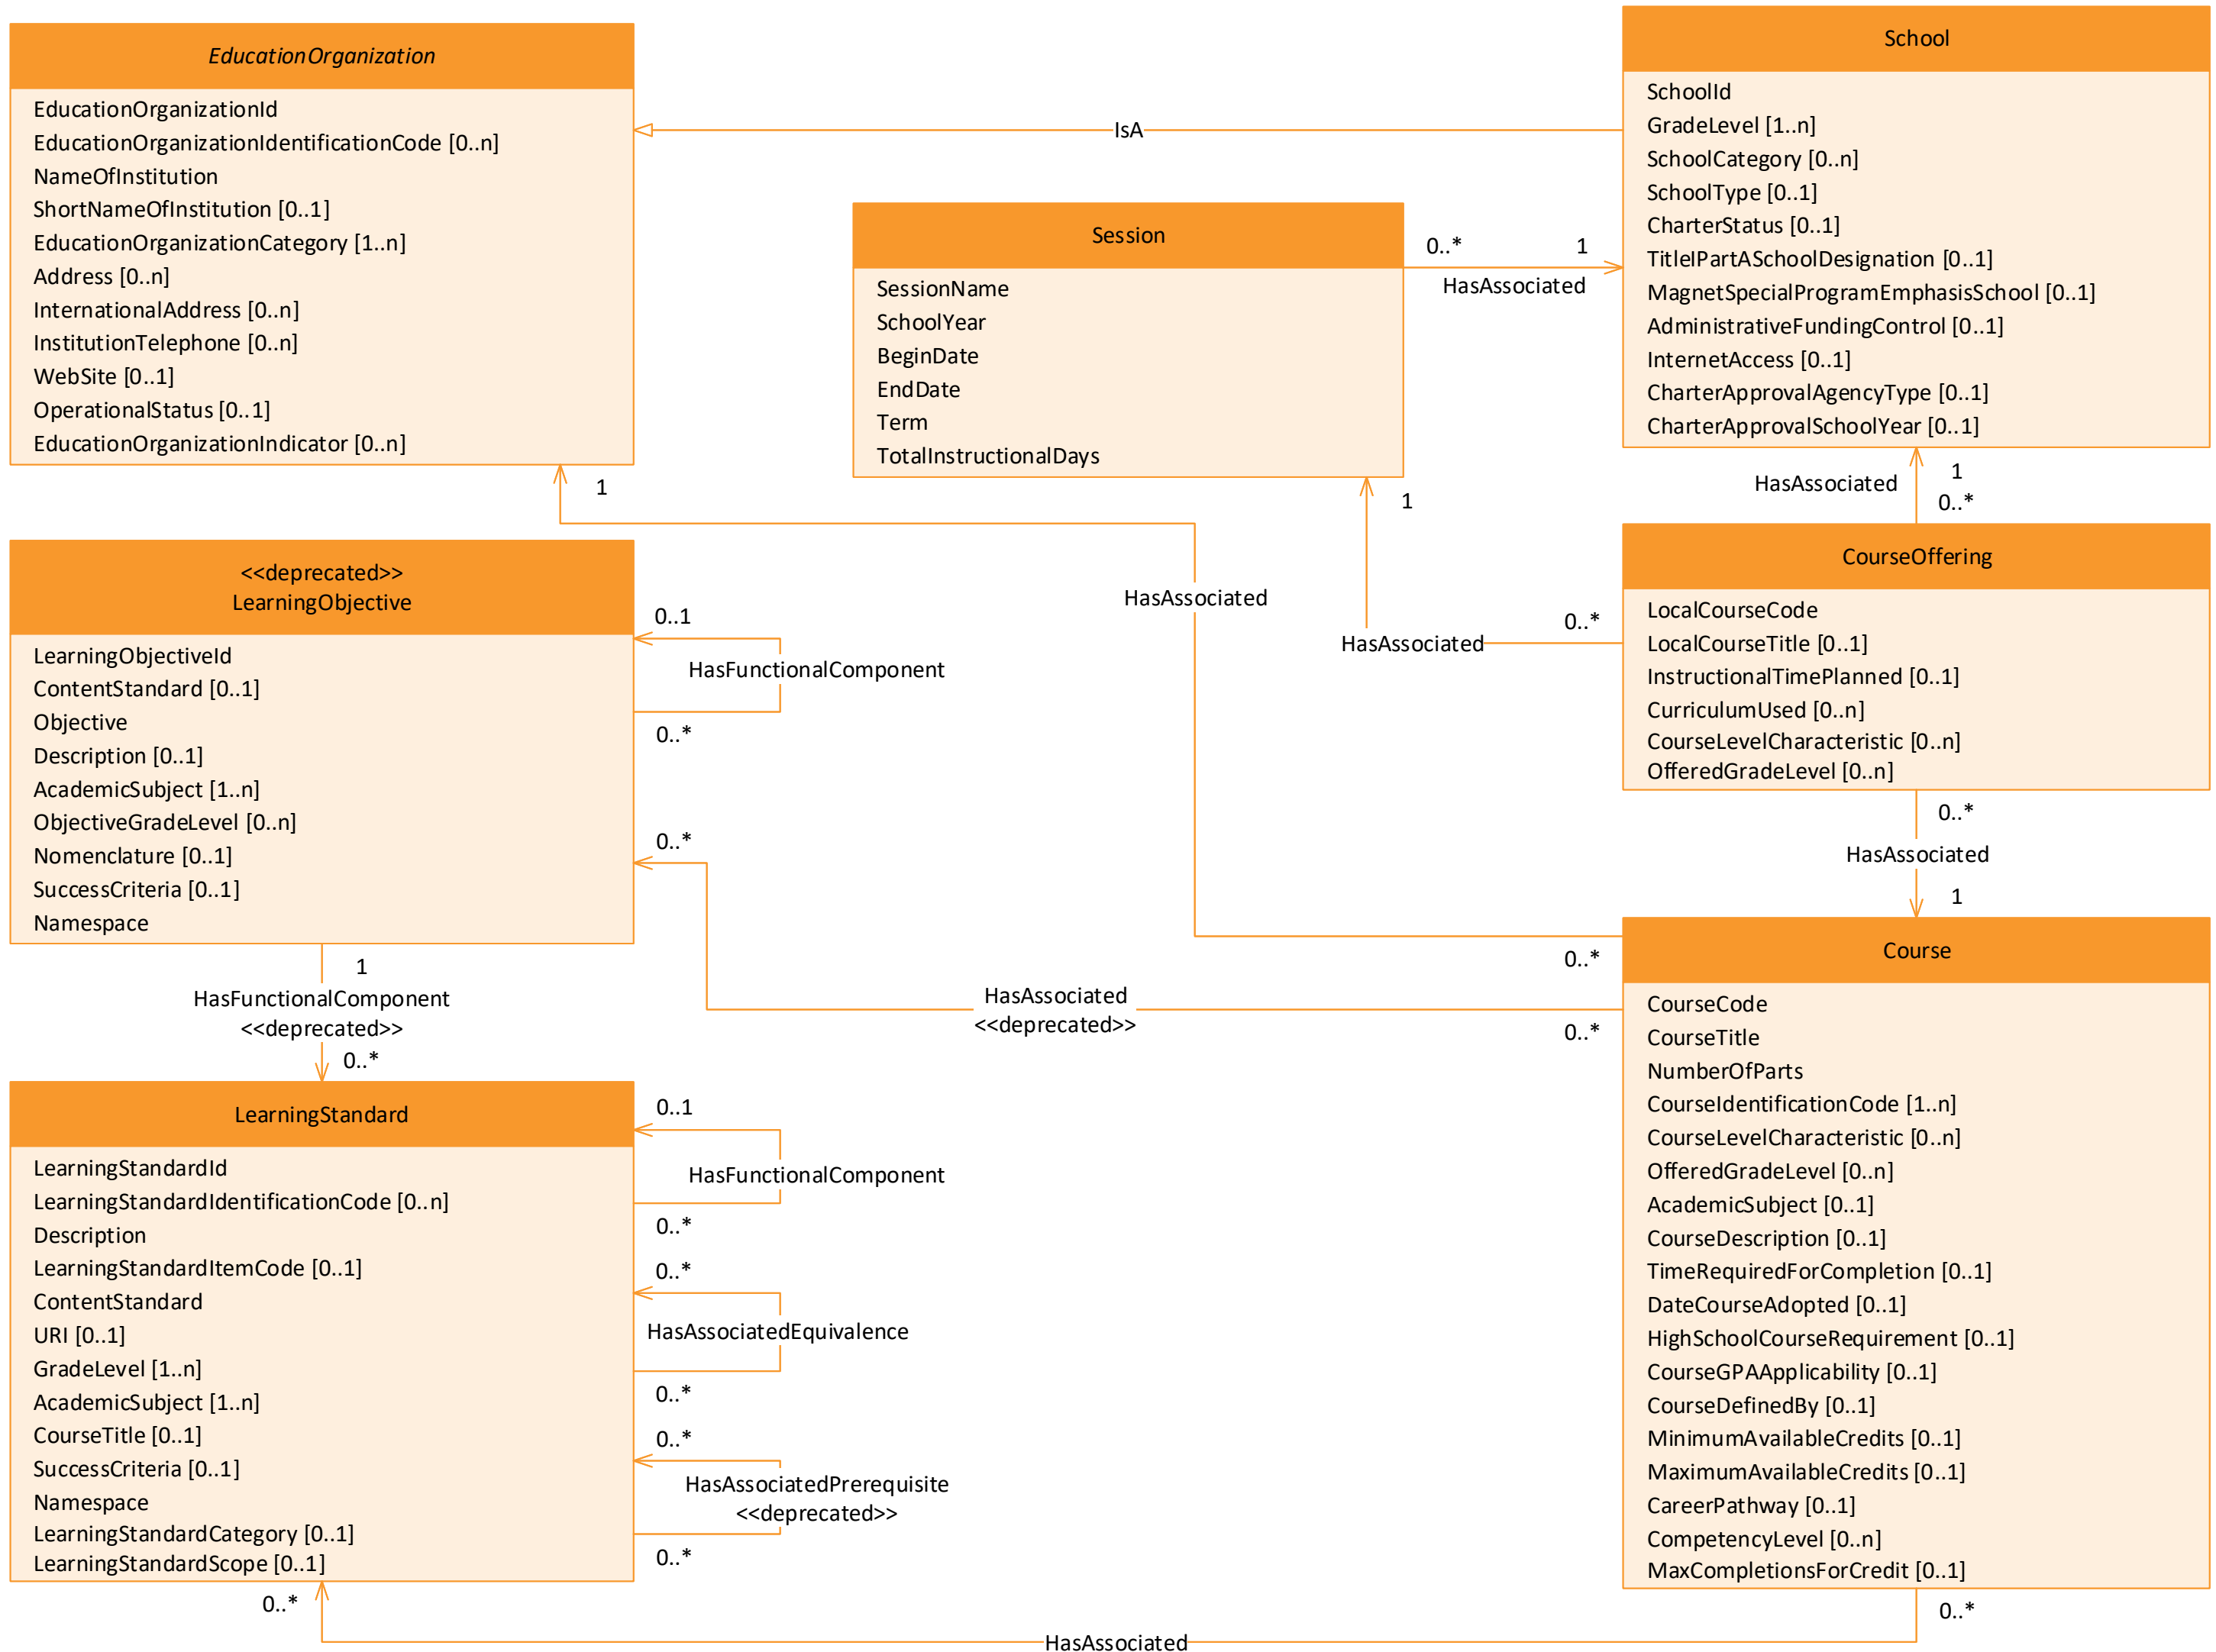 EducationOrganization
EducationOrganizationId
EducationOrganizationIdentificationCode [0..n]
NameOfInstitution
ShortNameOfInstitution [0..1]
EducationOrganizationCategory [1..n]
Address [0..n]
InternationalAddress [0..n]
InstitutionTelephone [0..n]
WebSite [0..1]
OperationalStatus [0..1]
EducationOrganizationIndicator [0..n]
1
IsA
School
SchoolId
GradeLevel [1..n]
SchoolCategory [0..n]
SchoolType [0..1]
CharterStatus [0..1]
TitleIPartASchoolDesignation [0..1]
MagnetSpecialProgramEmphasisSchool [0..1]
AdministrativeFundingControl [0..1]
InternetAccess [0..1]
CharterApprovalAgencyType [0..1]
CharterApprovalSchoolYear [0..1]
Session
SessionName
SchoolYear
BeginDate
EndDate
Term
TotalInstructionalDays
0..*
1
HasAssociated
1
HasAssociated
1
0..*
HasAssociated
0..*
HasAssociated
CourseOffering
LocalCourseCode
LocalCourseTitle [0..1]
InstructionalTimePlanned [0..1]
CurriculumUsed [0..n]
CourseLevelCharacteristic [0..n]
OfferedGradeLevel [0..n]
0..*
HasAssociated
1
<<deprecated>>
LearningObjective
LearningObjectiveId
ContentStandard [0..1]
Objective
Description [0..1]
AcademicSubject [1..n]
ObjectiveGradeLevel [0..n]
Nomenclature [0..1]
SuccessCriteria [0..1]
Namespace
0..1
HasFunctionalComponent
0..*
0..*
0..*
HasAssociated
<<deprecated>>
0..*
1
HasFunctionalComponent
<<deprecated>>
0..*
Course
CourseCode
CourseTitle
NumberOfParts
CourseIdentificationCode [1..n]
CourseLevelCharacteristic [0..n]
OfferedGradeLevel [0..n]
AcademicSubject [0..1]
CourseDescription [0..1]
TimeRequiredForCompletion [0..1]
DateCourseAdopted [0..1]
HighSchoolCourseRequirement [0..1]
CourseGPAApplicability [0..1]
CourseDefinedBy [0..1]
MinimumAvailableCredits [0..1]
MaximumAvailableCredits [0..1]
CareerPathway [0..1]
CompetencyLevel [0..n]
MaxCompletionsForCredit [0..1]
LearningStandard
LearningStandardId
LearningStandardIdentificationCode [0..n]
Description
LearningStandardItemCode [0..1]
ContentStandard
URI [0..1]
GradeLevel [1..n]
AcademicSubject [1..n]
CourseTitle [0..1]
SuccessCriteria [0..1]
Namespace
LearningStandardCategory [0..1]
LearningStandardScope [0..1]
0..1
HasFunctionalComponent
0..*
0..*
HasAssociatedEquivalence
0..*
0..*
HasAssociatedPrerequisite
<<deprecated>>
0..*
0..*
HasAssociated
0..*